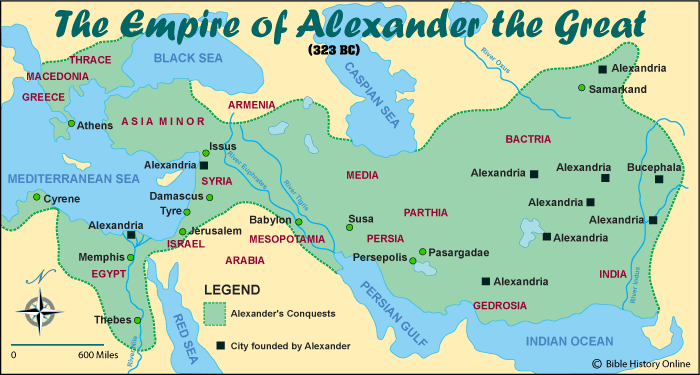 The Empire of Alexander the Great
(323 BC)
BLACK SEA
CASPIAN SEA
River Oxus
THRACE
MACEDONIA
GREECE
Athens
ASIA MINOR
ARMENIA
Alexandria
Samarkand
BACTRIA
Issus
Alexandria
SYRIA
River Euphrates
River Tigris
MEDIA
Alexandria
Alexandria
Bucephala
MEDITERRANEAN SEA
Cyrene
Damascus
Tyre
Jerusalem
ISRAEL
Babylon
MESOPOTAMIA
Susa
PARTHIA
PERSIA
Alexandria
Alexandria
Alexandria
Alexandria
Memphis
EGYPT
ARABIA
Persepolis
Pasargadae
Alexandria
INDIA
River Indus
GEDROSIA
PERSIAN GULF
INDIAN OCEAN
Thebes
RED SEA
River Nile
N
LEGEND
Alexander's Conquests
City founded by Alexander
0 600 Miles
© Bible History Online